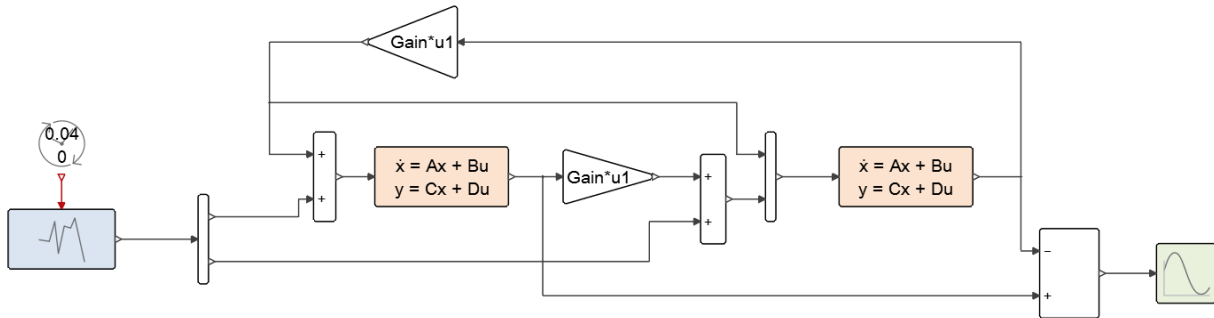 Gain*u1
0.04
0
+
+
ẋ = Ax + Bu
y = Cx + Du
Gain*u1
+
+
ẋ = Ax + Bu
y = Cx + Du
−
+